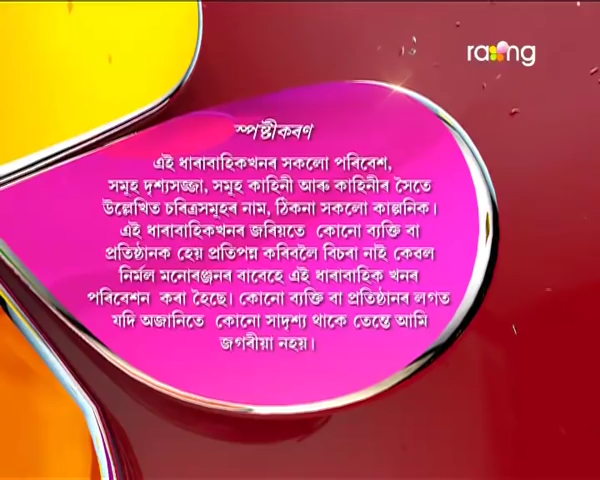 rang
স্পষ্টীকৰণ
এই ধাৰাবাহিকখনৰ সকলো পৰিবেশ,
সমূহ দৃশ্যসজ্জা, সমূহ কাহিনী আৰু কাহিনীৰ সৈতে
উল্লেখিত চৰিত্ৰসমূহৰ নাম, ঠিকনা সকলো কাল্পনিক।
এই ধাৰাবাহিকখনৰ জৰিয়তে কোনো ব্যক্তি বা
প্ৰতিষ্ঠানক হেয় প্ৰতিপন্ন কৰিবলৈ বিচৰা নাই কেৱল
নিৰ্মল মনোৰঞ্জনৰ বাবেহে এই ধাৰাবাহিক খনৰ
পৰিবেশন কৰা হৈছে। কোনো ব্যক্তি বা প্ৰতিষ্ঠানৰ লগত
যদি অজানিতে কোনো সাদৃশ্য থাকে তেন্তে আমি
জগৰীয়া নহয়।